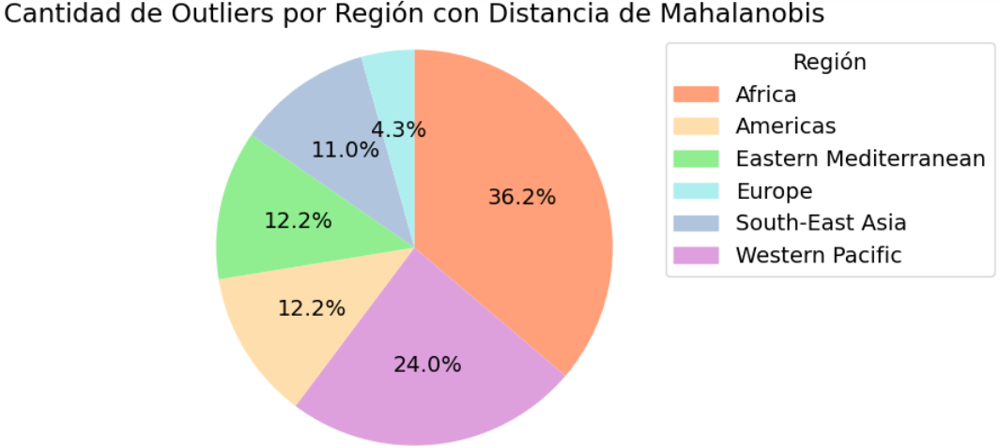 Cantidad de Outliers por Región con Distancia de Mahalanobis
Región
Africa
Americas
Eastern Mediterranean
Europe
South-East Asia
Western Pacific
4.3%
11.0%
36.2%
12.2%
12.2%
24.0%